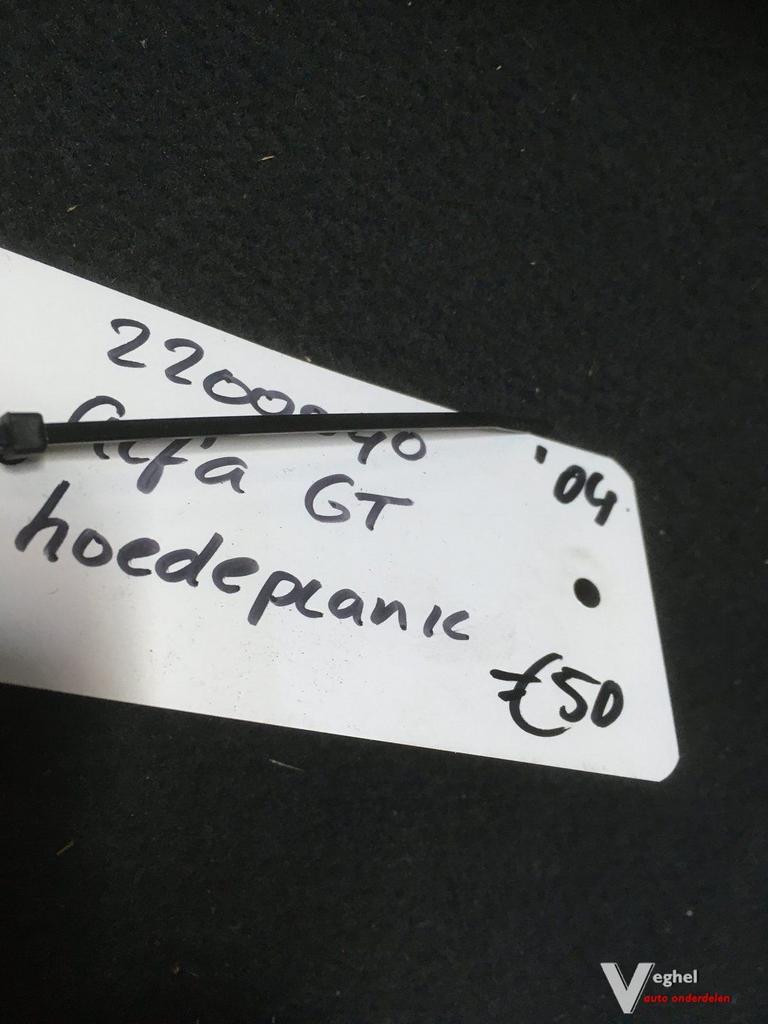 Alfa GT
'04
hoedeplank
€50
Veghel
auto onderdelen